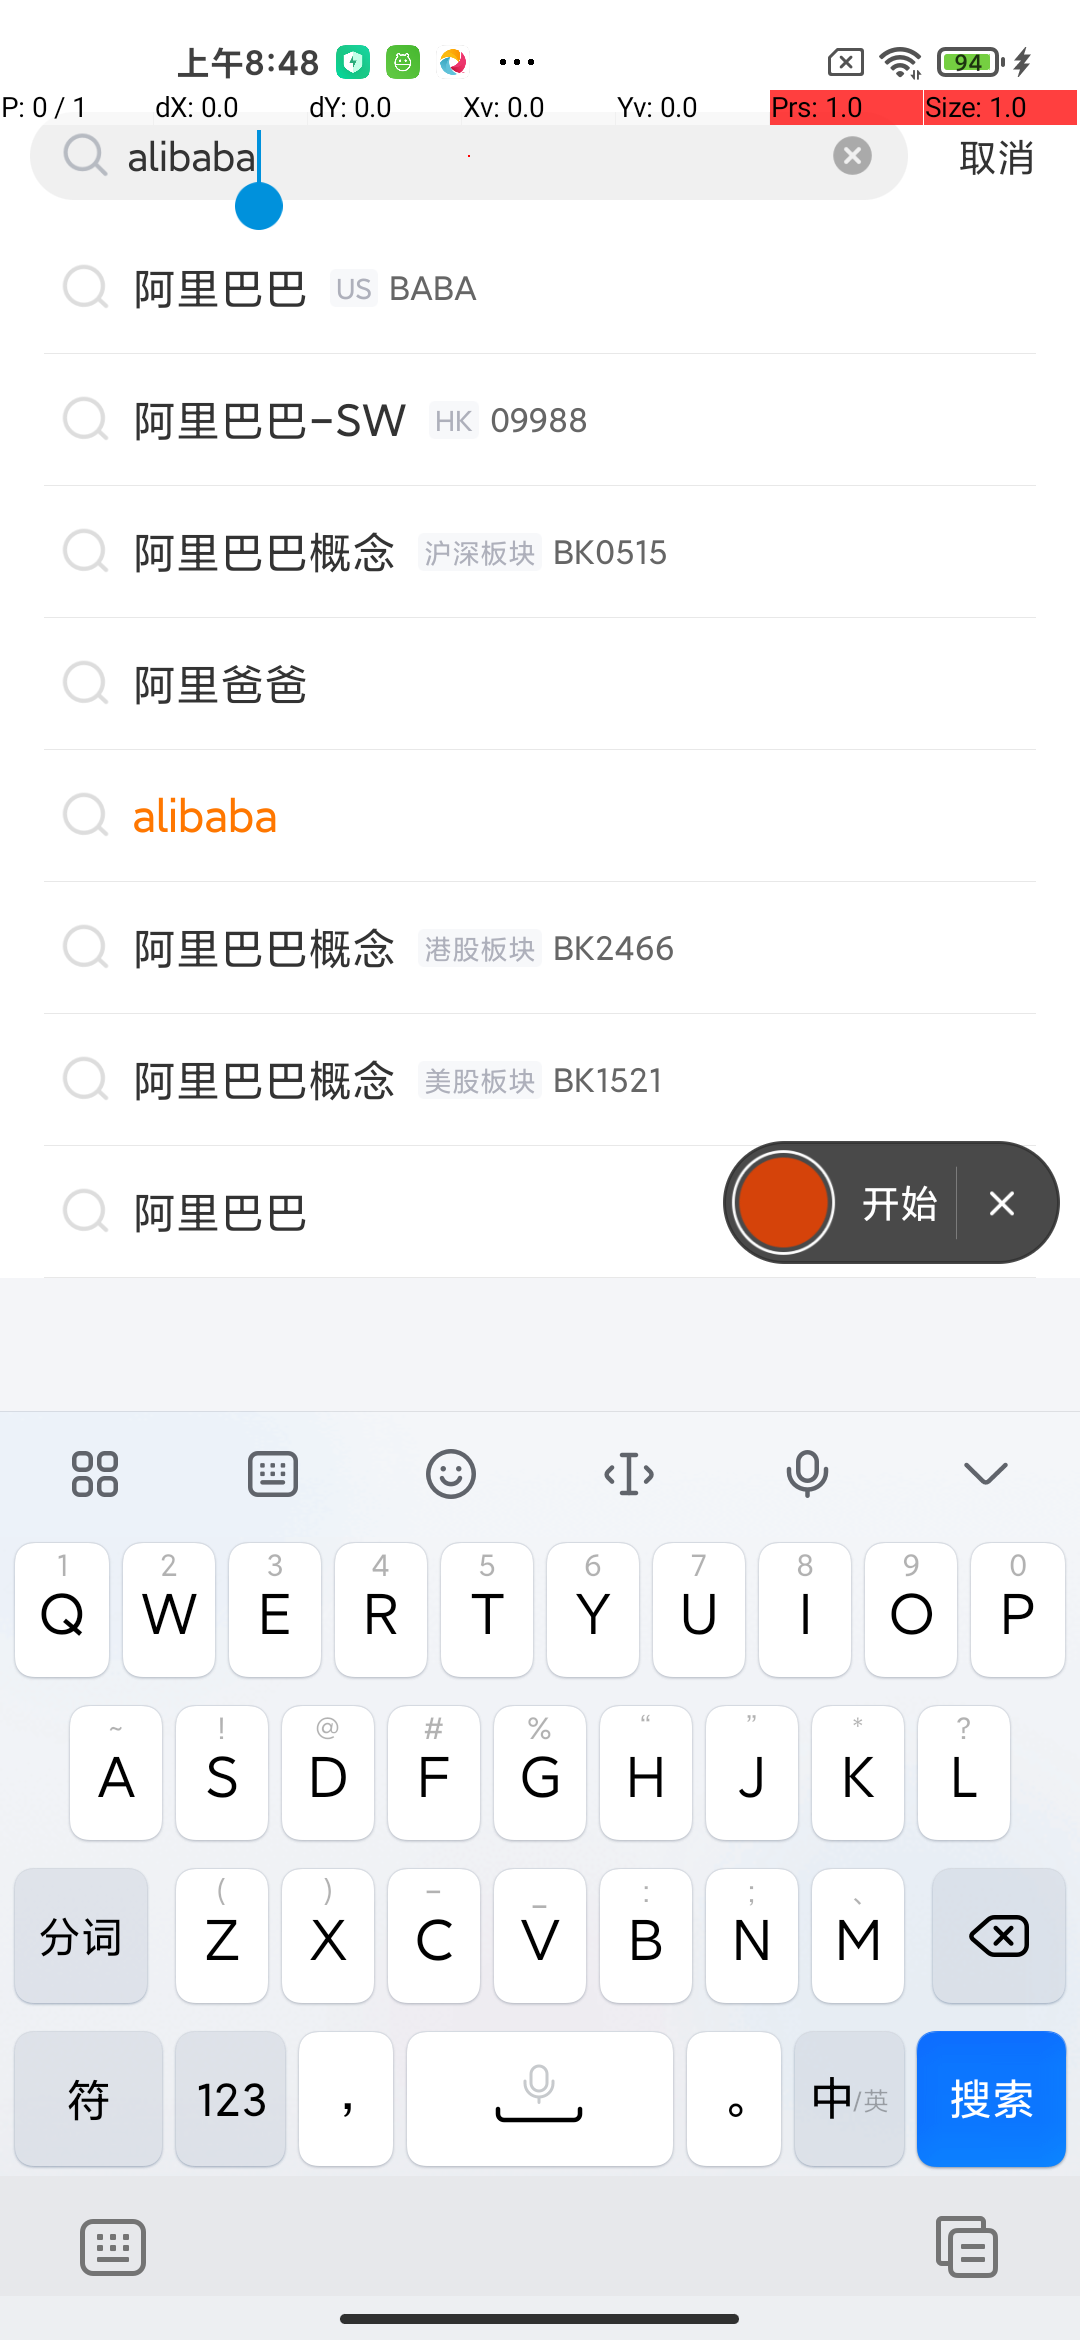 上午8:48 ... 94
P: 0 / 1 dX: 0.0 dY: 0.0 Xv: 0.0 Yv: 0.0 Prs: 1.0 Size: 1.0
alibaba 取消
阿里巴巴 US BABA
阿里巴巴-SW HK 09988
阿里巴巴概念 沪深板块 BK0515
阿里爸爸
alibaba
阿里巴巴概念 港股板块 BK2466
阿里巴巴概念 美股板块 BK1521
阿里巴巴 开始
1 2 3 4 5 6 7 8 9 0
Q W E R T Y U I O P
~ ! @ # % “ ” * ?
A S D F G H J K L
( ) – _ : ; 、
分词 Z X C V B N M
符 123 , 。 中/英 搜索